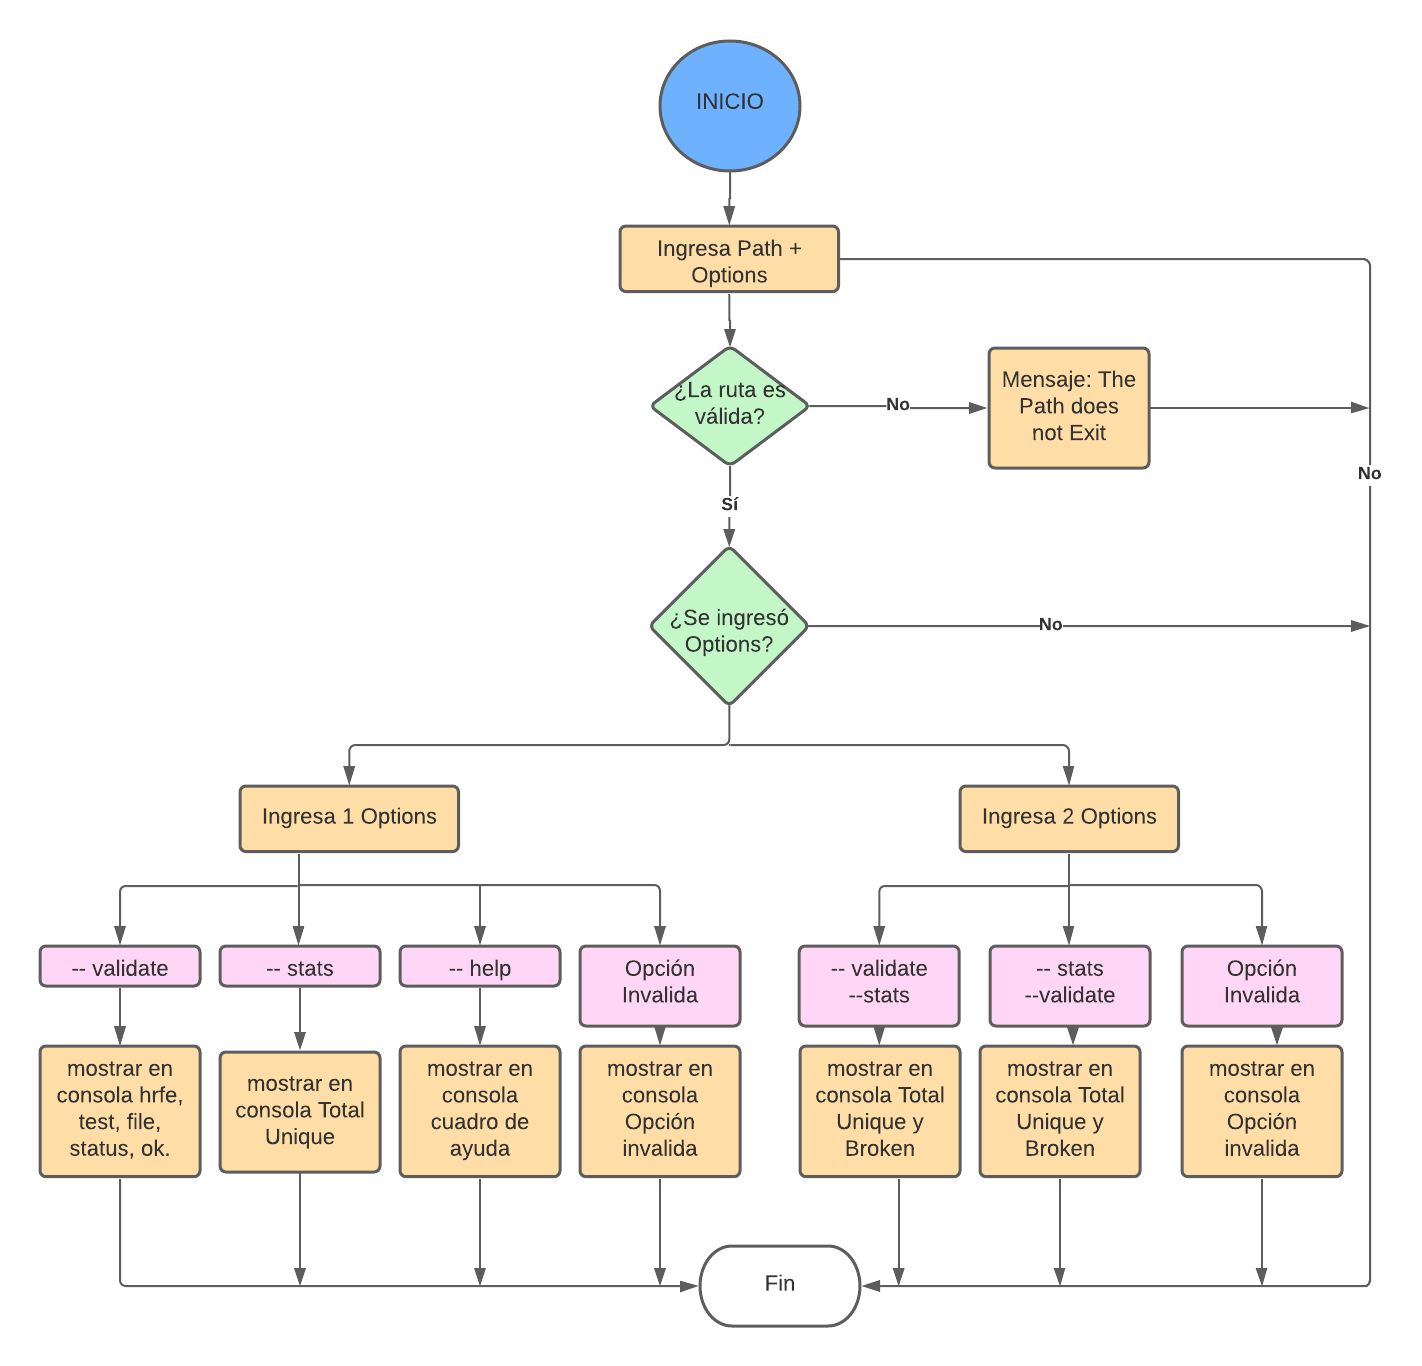 INICIO
Ingresa Path +
Options
¿La ruta es
válida?
No
Mensaje: The
Path does
not Exit
No
Sí
¿Se ingresó
Options?
No
Ingresa 1 Options
Ingresa 2 Options
-- validate
-- stats
-- help
Opción
Invalida
-- validate
--stats
-- stats
--validate
Opción
Invalida
mostrar en
consola hrfe,
test, file,
status, ok.
mostrar en
consola Total
Unique
mostrar en
consola
cuadro de
ayuda
mostrar en
consola
Opción
invalida
mostrar en
consola Total
Unique y
Broken
mostrar en
consola Total
Unique y
Broken
mostrar en
consola
Opción
invalida
Fin